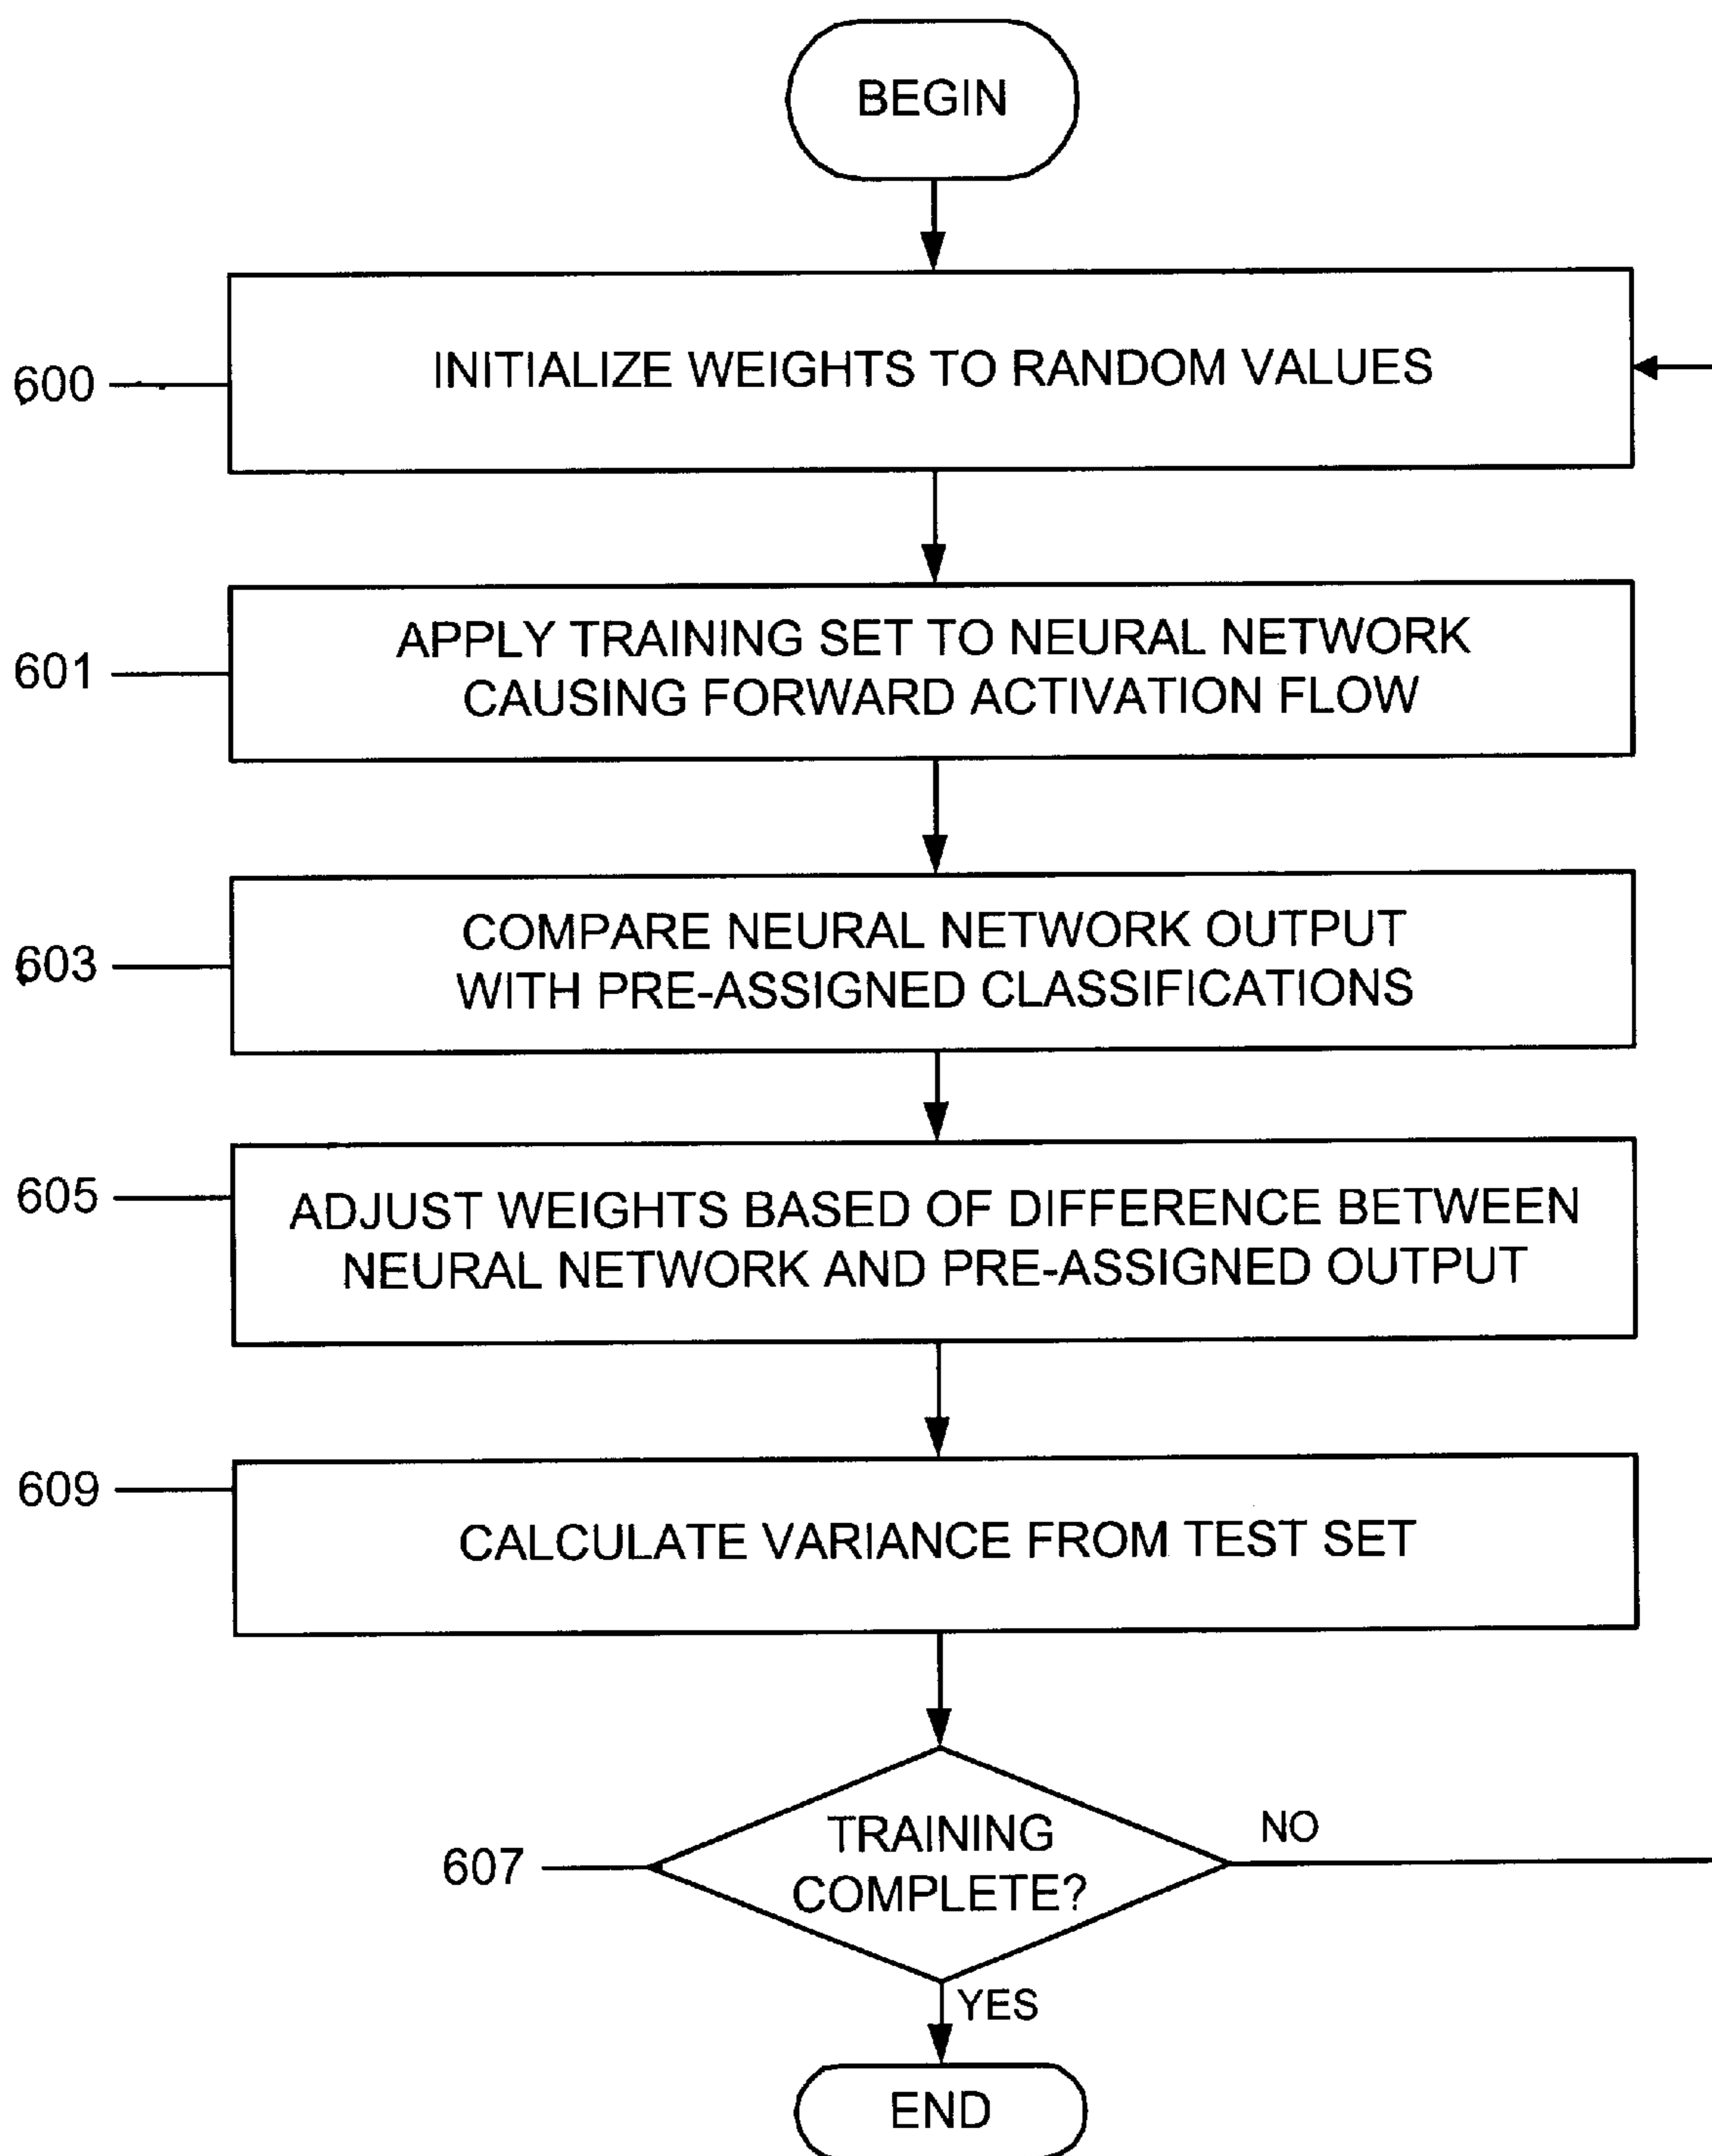 BEGIN
600
INITIALIZE WEIGHTS TO RANDOM VALUES
601
APPLY TRAINING SET TO NEURAL NETWORK
CAUSING FORWARD ACTIVATION FLOW
603
COMPARE NEURAL NETWORK OUTPUT
WITH PRE-ASSIGNED CLASSIFICATIONS
605
ADJUST WEIGHTS BASED OF DIFFERENCE BETWEEN
NEURAL NETWORK AND PRE-ASSIGNED OUTPUT
609
CALCULATE VARIANCE FROM TEST SET
607
TRAINING
COMPLETE?
NO
YES
END